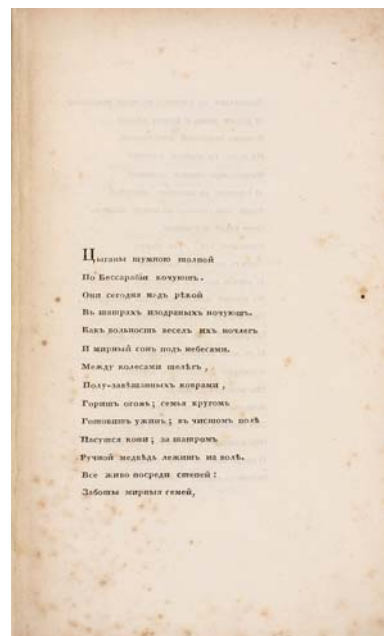 Цыганы шумною толпой
По Бессарабіи кочуютъ.
Они сегодня надъ рѣкой
Въ шатрахъ изодраныхъ ночуютъ.
Какъ вольность веселъ ихъ ночлегъ
И мирный сонъ подъ небесами.
Между колесами телѣгъ,
Полу-завѣшанныхъ коврами,
Горитъ огонь; семья кругомъ
Готовитъ ужинъ; въ чистомъ полѣ
Пасутся кони; за шатромъ
Ручной медвѣдь лежитъ на волѣ.
Все живо посреди степей:
Заботы мирныя семей,